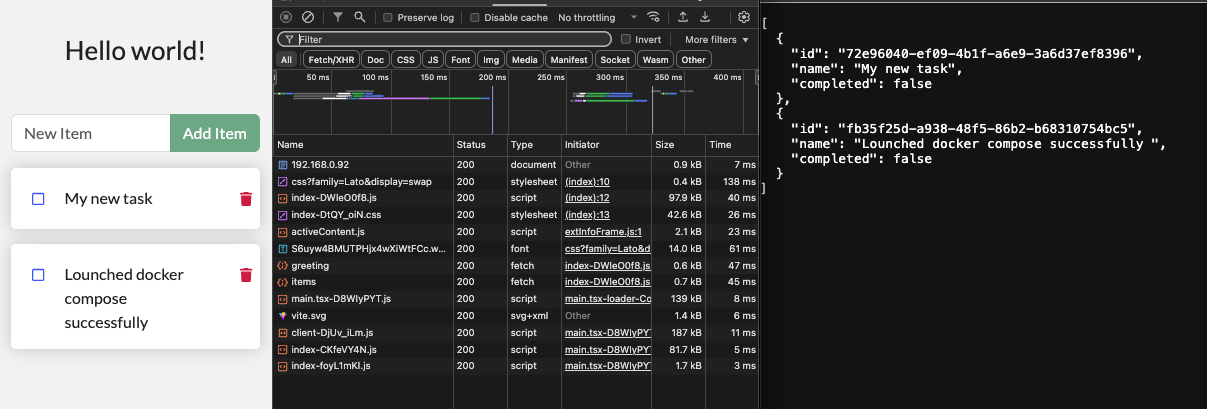 Hello world!
New Item
Add Item
My new task
Lounched docker
compose
successfully
Preserve log
Disable cache
No throttling
Filter
Invert
More filters
All
Fetch/XHR
Doc
CSS
JS
Font
Img
Media
Manifest
Socket
Wasm
Other
50 ms
100 ms
150 ms
200 ms
250 ms
300 ms
350 ms
400 ms
Name Status Type Initiator Size Time
192.168.0.92 200 document Other 0.9 kB 7 ms
css?family=Lato&display=swap 200 stylesheet (index):10 0.4 kB 138 ms
index-DWleO0f8.js 200 script (index):12 97.9 kB 40 ms
index-DtQY_oiN.css 200 stylesheet (index):13 42.6 kB 26 ms
activeContent.js 200 script extInfoFrame.js:1 2.1 kB 23 ms
S6uyw4BMUTPHjx4wXiWtFCc.w... 200 font css?family=Lato&d 14.0 kB 61 ms
greeting 200 fetch index-DWleO0f8.js 0.6 kB 47 ms
items 200 fetch index-DWleO0f8.js 0.7 kB 45 ms
main.tsx-D8WlyPYT.js 200 script main.tsx-loader-Co 139 kB 8 ms
vite.svg 200 svg+xml Other 1.4 kB 6 ms
client-DjUv_iLm.js 200 script main.tsx-D8WlyPY 187 kB 11 ms
index-CKfeVY4N.js 200 script main.tsx-D8WlyPY 81.7 kB 5 ms
index-foyL1mKl.js 200 script main.tsx-D8WlyPY 1.7 kB 3 ms
[
{
"id": "72e96040-ef09-4b1f-a6e9-3a6d37ef8396",
"name": "My new task",
"completed": false
},
{
"id": "fb35f25d-a938-48f5-86b2-b68310754bc5",
"name": "Lounched docker compose successfully ",
"completed": false
}
]